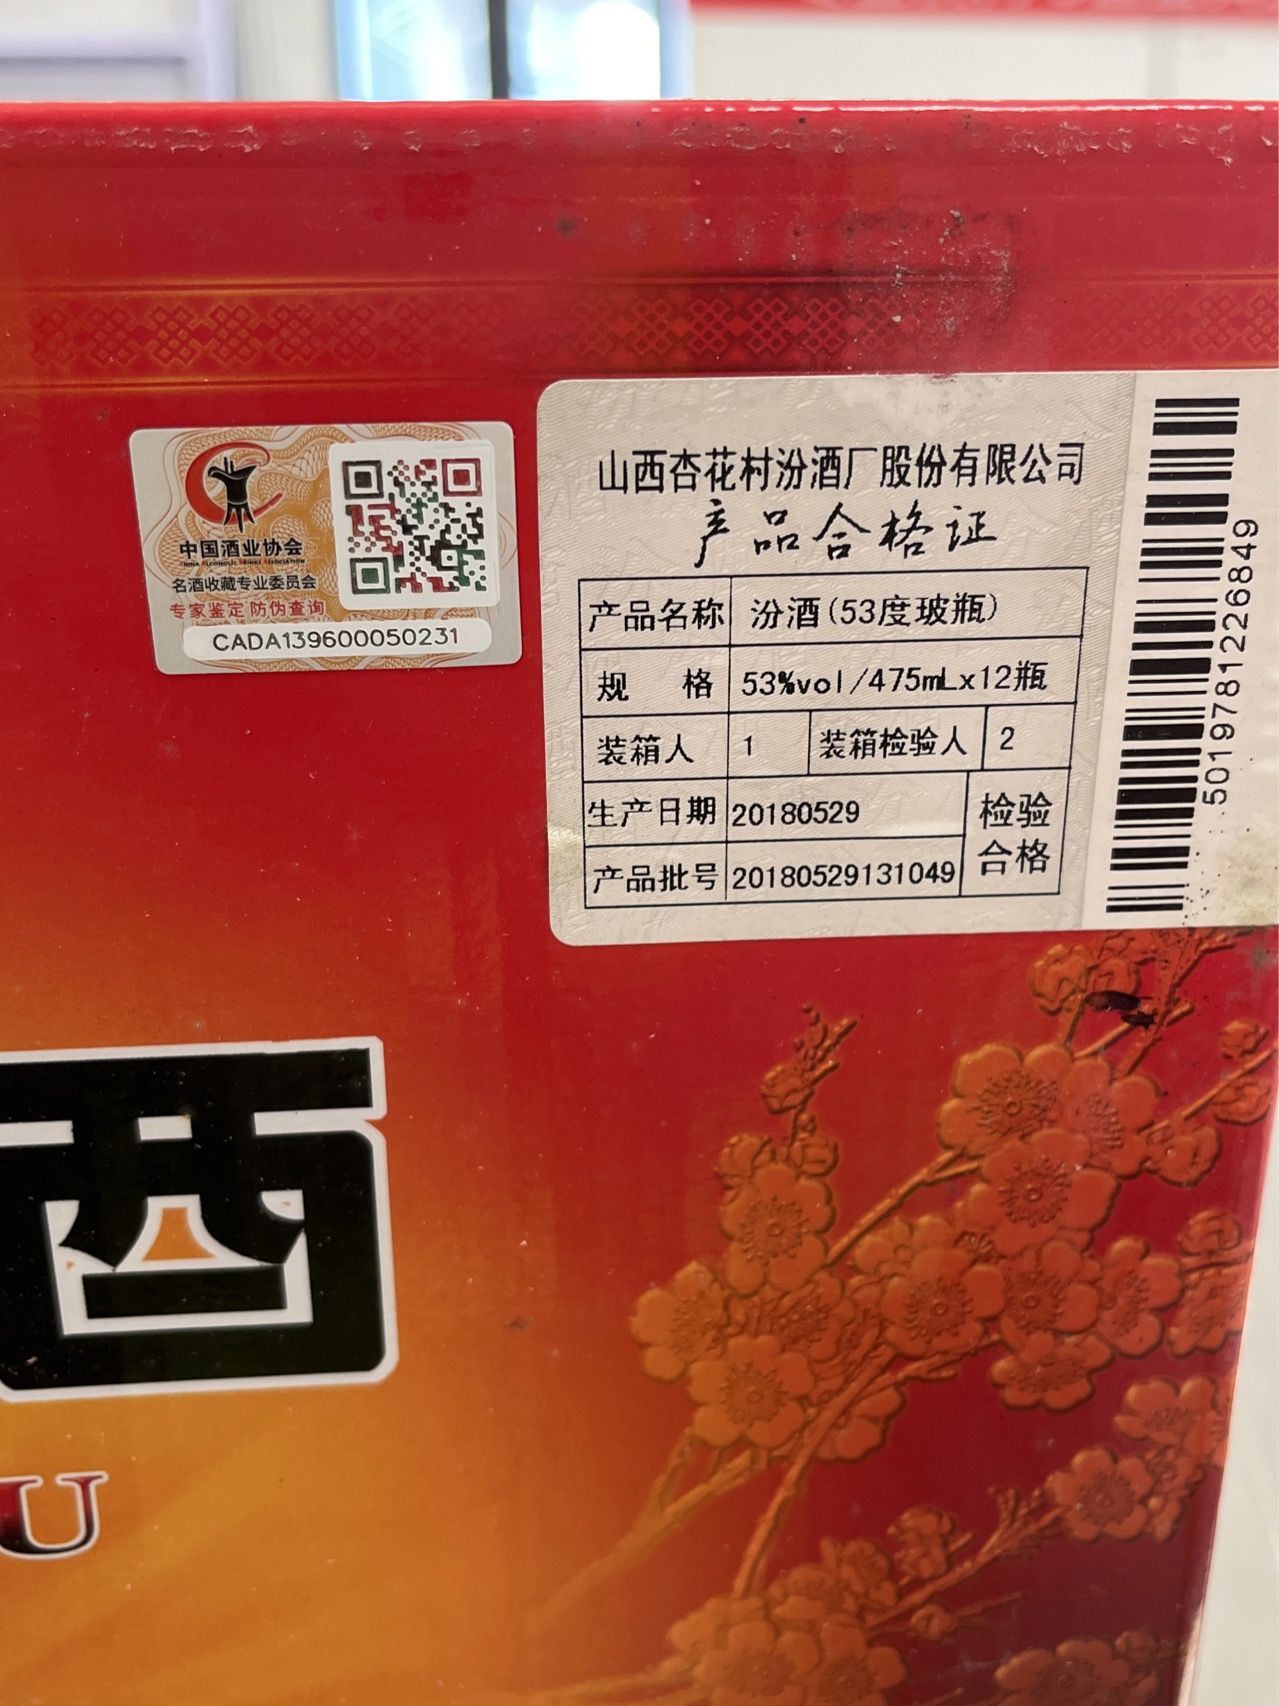 中国酒业协会
CHINA ALCOHOLIC DRINKS ASSOCIATION
名酒收藏专业委员会
专家鉴定 防伪查询
CADA139600050231
山西杏花村汾酒厂股份有限公司
产品合格证
产品名称 汾酒(53度玻瓶)
规 格 53%vol/475mLx12瓶
装箱人 1 装箱检验人 2
生产日期 20180529 检验
产品批号 20180529131049 合格
5019781226849
U